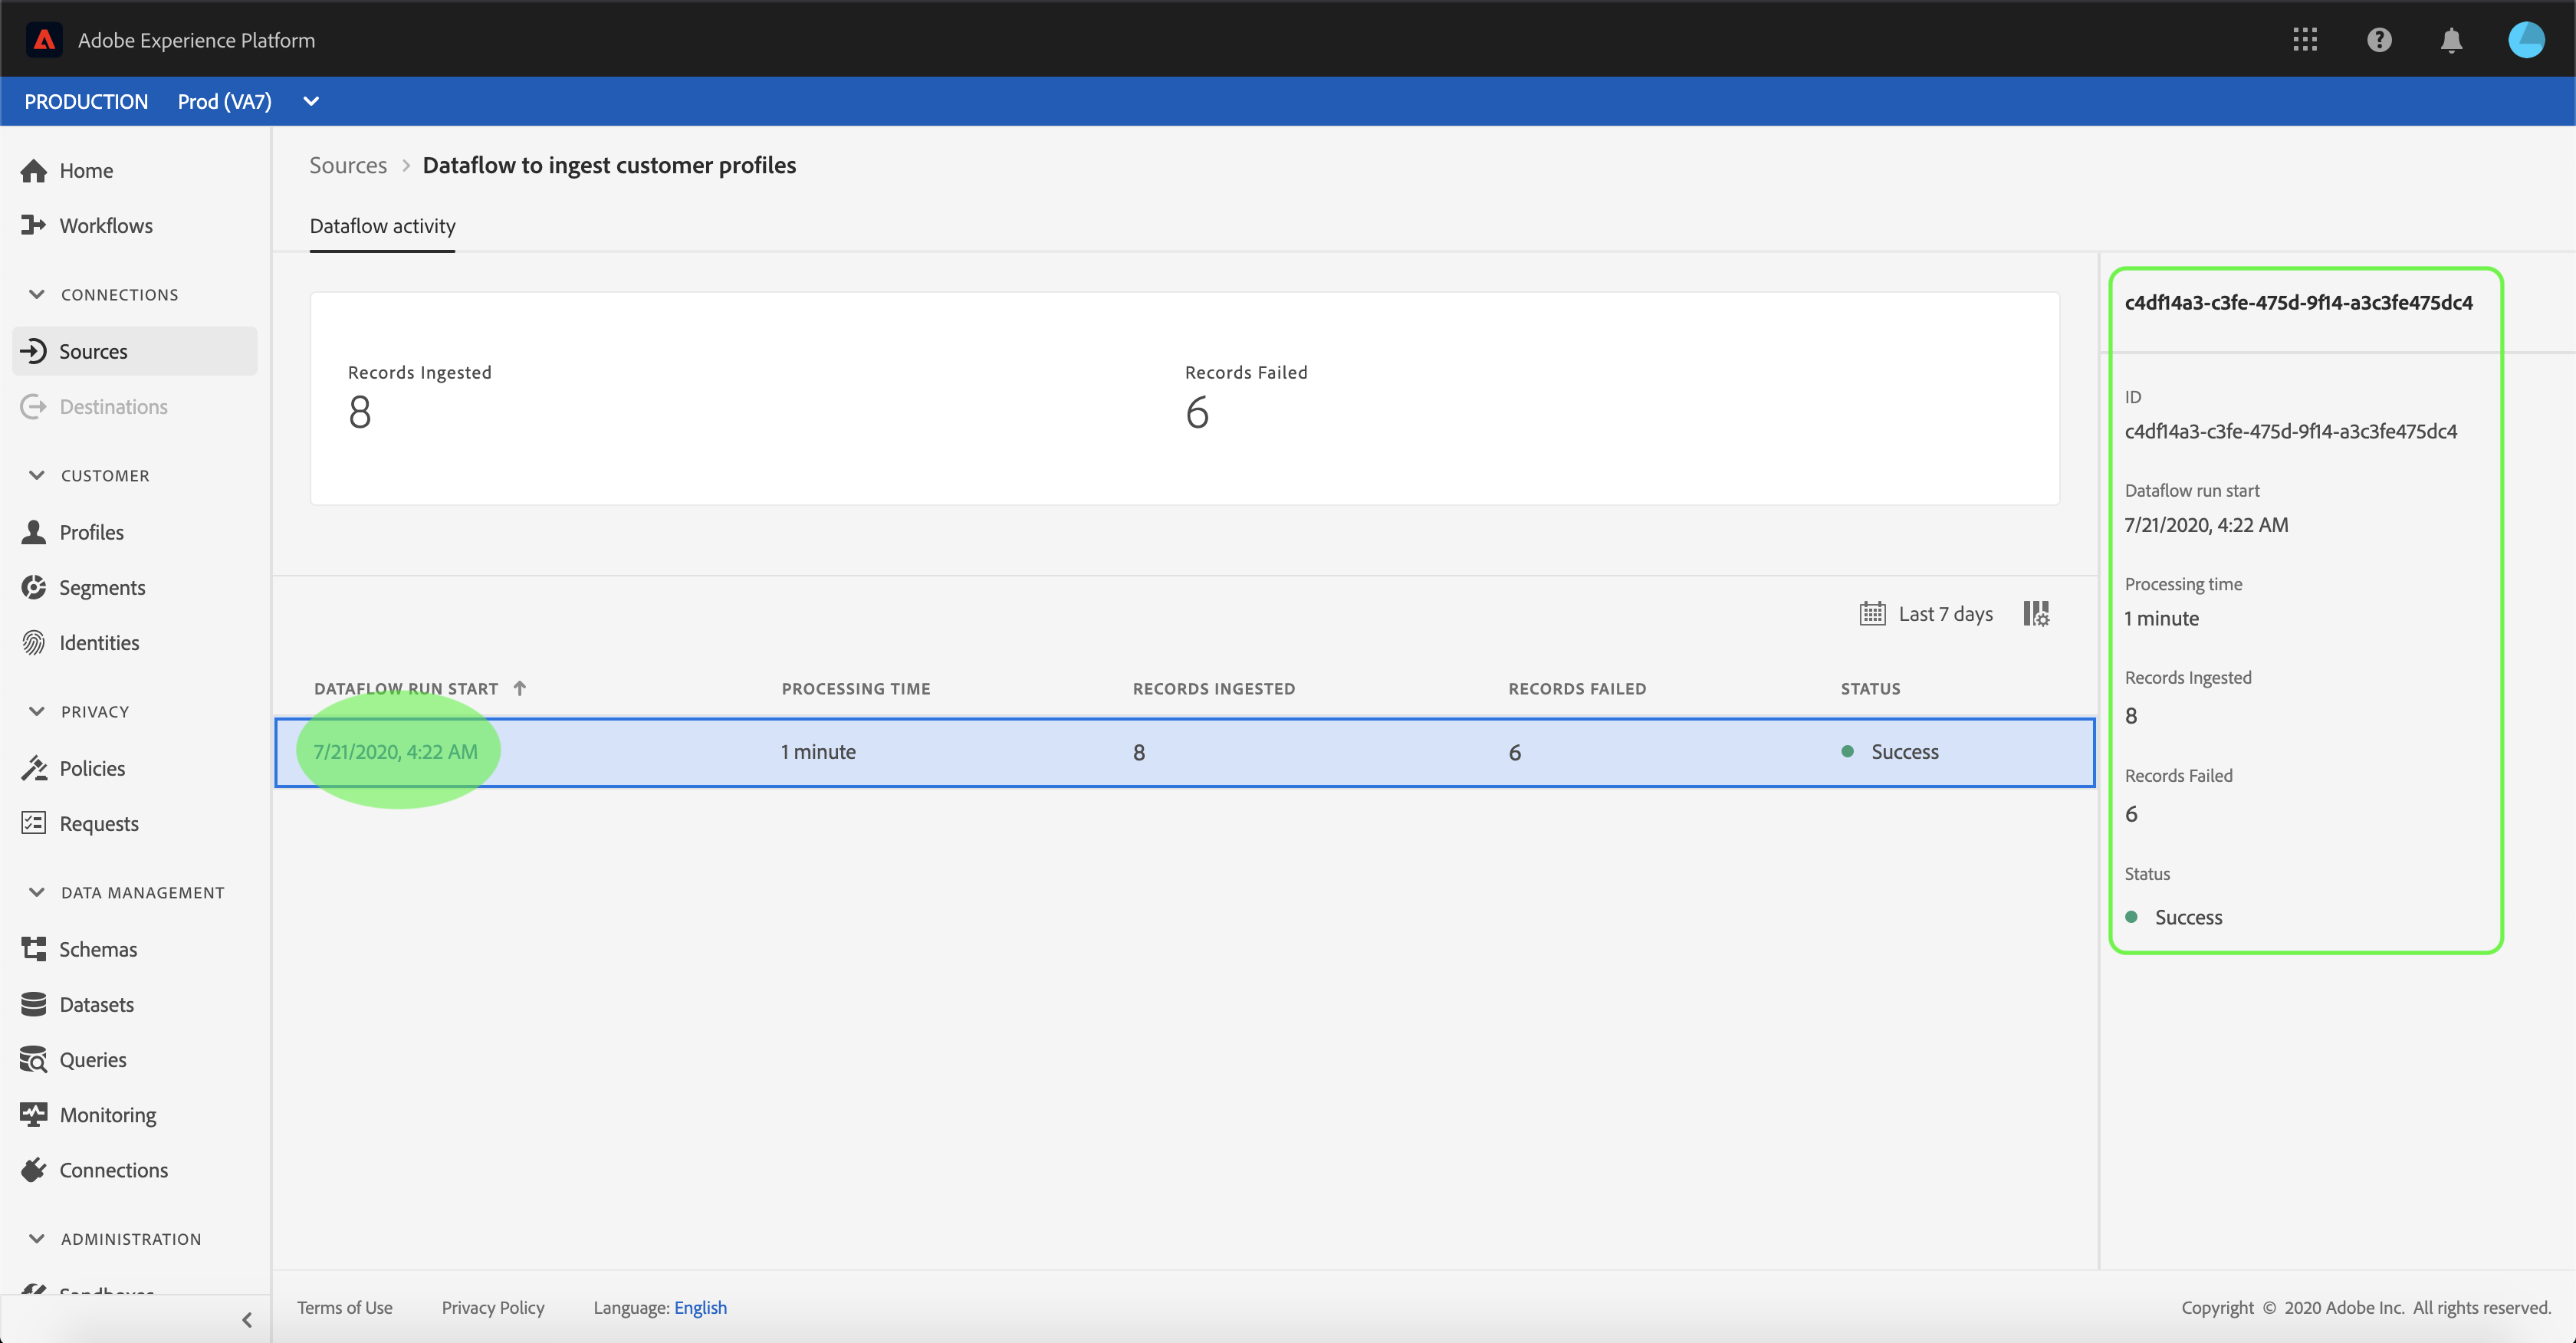 Adobe Experience Platform
PRODUCTION Prod (VA7)
Home
Workflows
CONNECTIONS
Sources
Destinations
CUSTOMER
Profiles
Segments
Identities
PRIVACY
Policies
Requests
DATA MANAGEMENT
Schemas
Datasets
Queries
Monitoring
Connections
ADMINISTRATION
Sandboxes
Sources > Dataflow to ingest customer profiles
Dataflow activity
Records Ingested
8
Records Failed
6
Last 7 days
DATAFLOW RUN START PROCESSING TIME RECORDS INGESTED RECORDS FAILED STATUS
7/21/2020, 4:22 AM 1 minute 8 6 Success
c4df14a3-c3fe-475d-9f14-a3c3fe475dc4
ID
c4df14a3-c3fe-475d-9f14-a3c3fe475dc4
Dataflow run start
7/21/2020, 4:22 AM
Processing time
1 minute
Records Ingested
8
Records Failed
6
Status
Success
Terms of Use Privacy Policy Language: English
Copyright © 2020 Adobe Inc. All rights reserved.